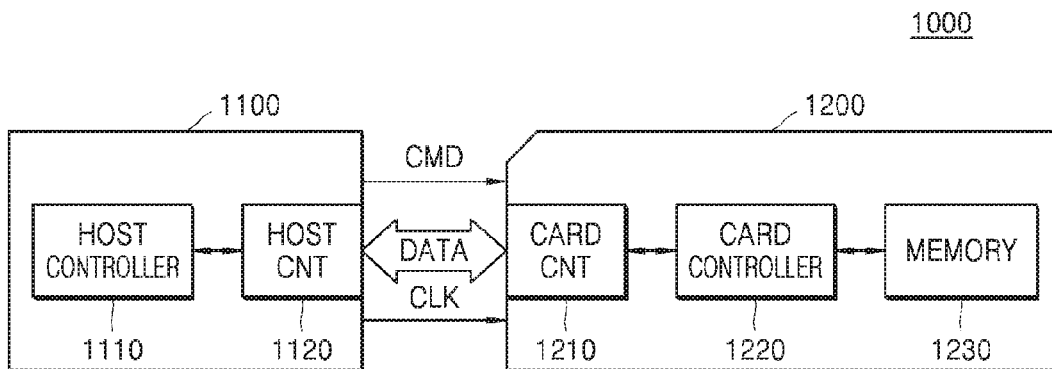 1000
1100
1200
CMD
HOST
CONTROLLER
HOST
CNT
DATA
CARD
CNT
CARD
CONTROLLER
MEMORY
CLK
1110
1120
1210
1220
1230